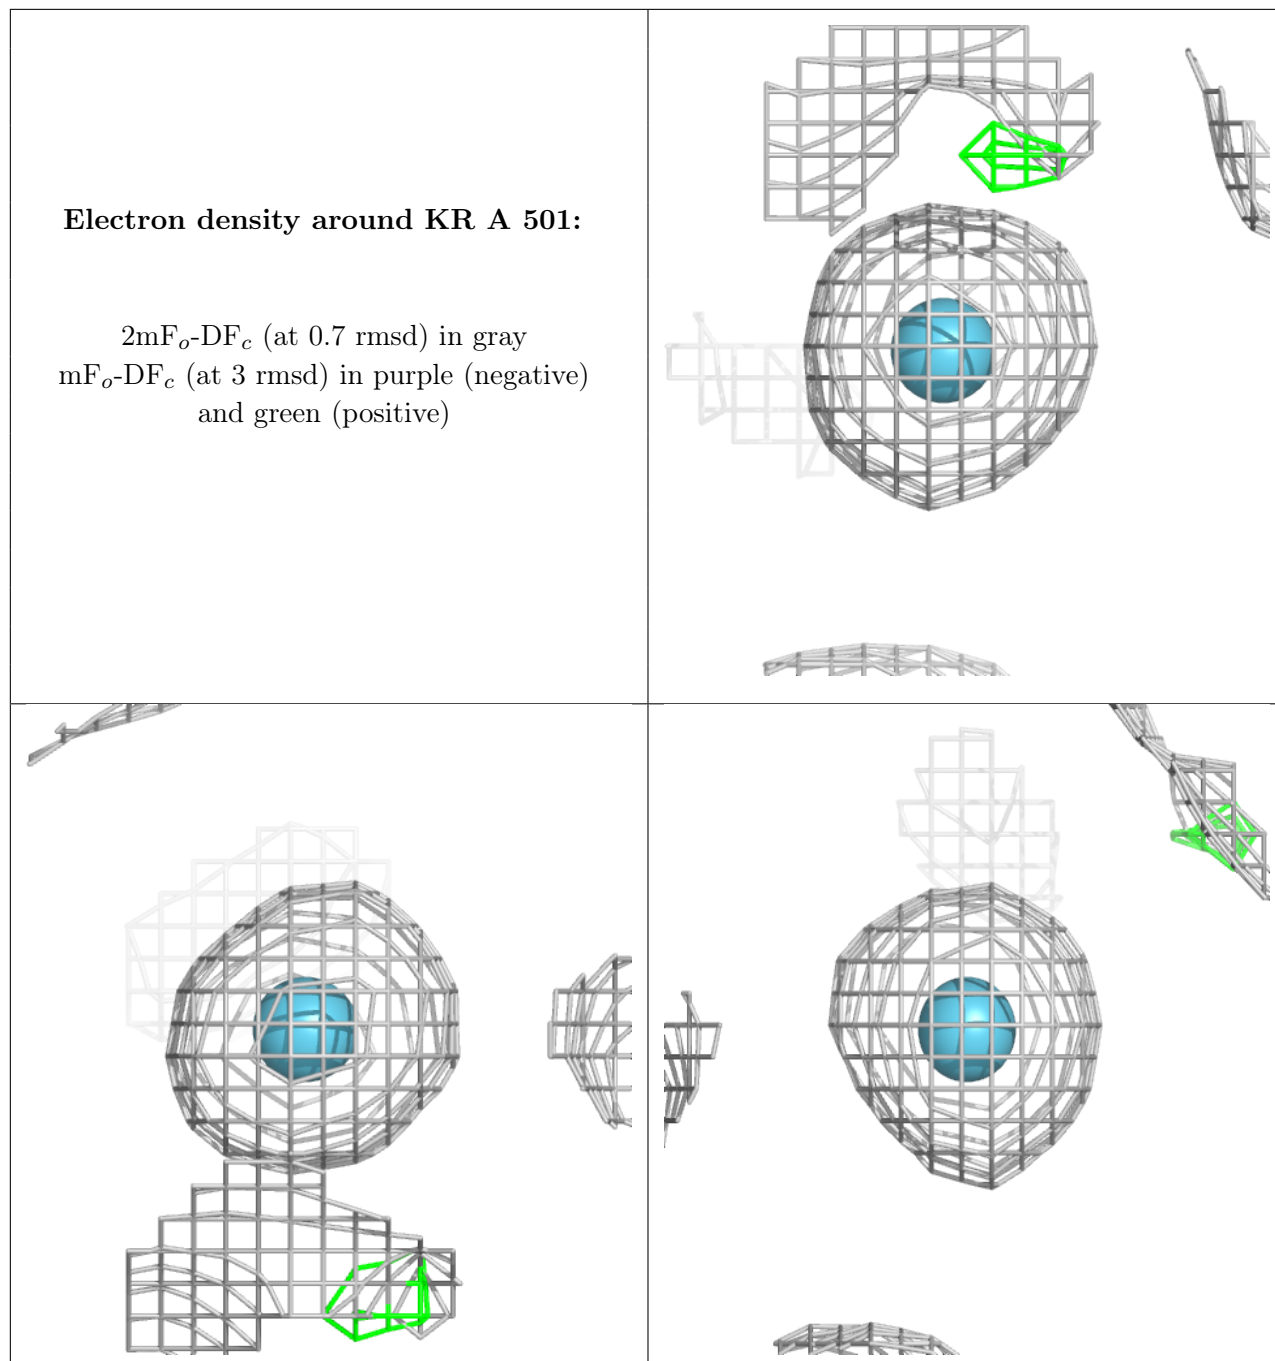 Electron density around KR A 501:
2mFo-DFc (at 0.7 rmsd) in gray
mFo-DFc (at 3 rmsd) in purple (negative)
and green (positive)